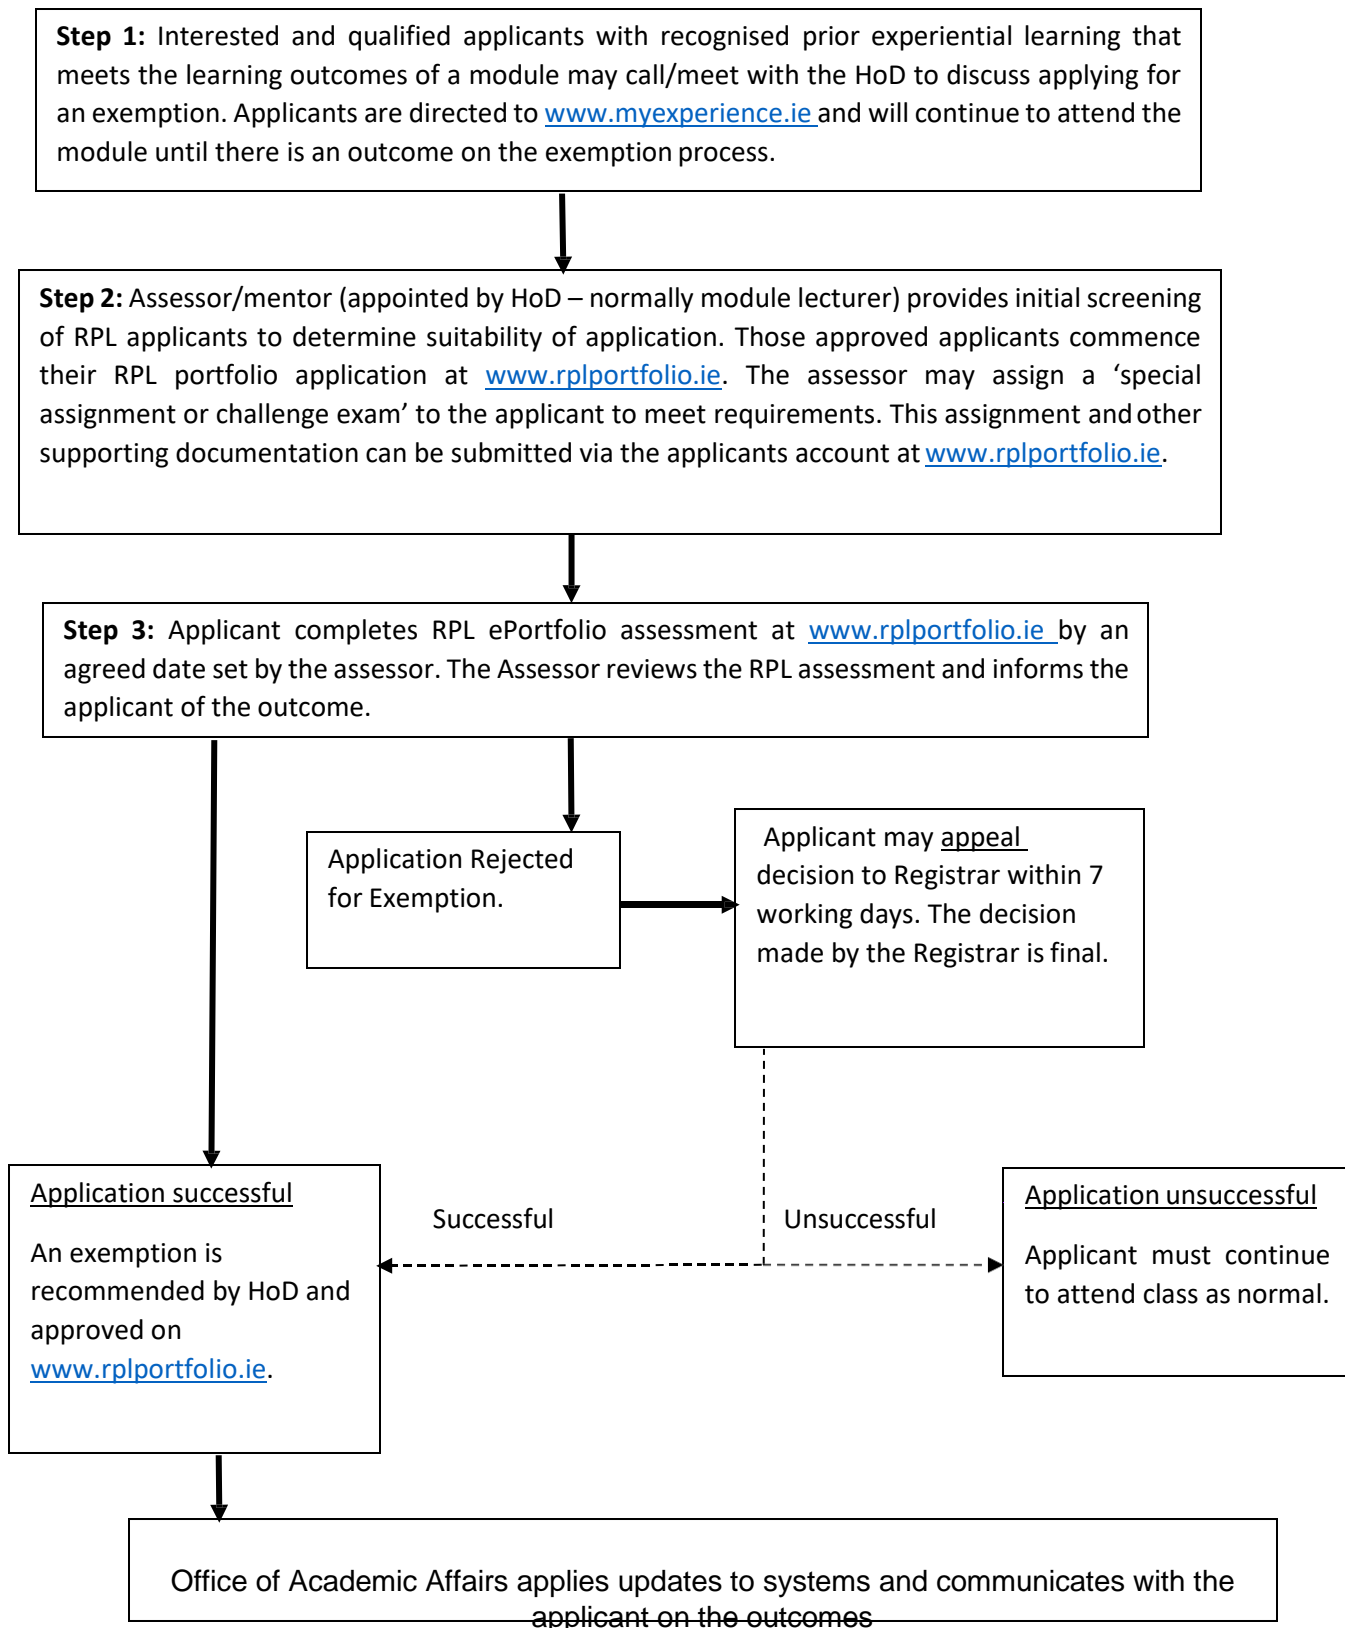 Step 1: Interested and qualified applicants with recognised prior experiential learning that
meets the learning outcomes of a module may call/meet with the HoD to discuss applying for
an exemption. Applicants are directed to www.myexperience.ie and will continue to attend the
module until there is an outcome on the exemption process.
Step 2: Assessor/mentor (appointed by HoD – normally module lecturer) provides initial screening
of RPL applicants to determine suitability of application. Those approved applicants commence
their RPL portfolio application at www.rplportfolio.ie. The assessor may assign a ‘special
assignment or challenge exam’ to the applicant to meet requirements. This assignment and other
supporting documentation can be submitted via the applicants account at www.rplportfolio.ie.
Step 3: Applicant completes RPL ePortfolio assessment at www.rplportfolio.ie by an
agreed date set by the assessor. The Assessor reviews the RPL assessment and informs the
applicant of the outcome.
Application Rejected
for Exemption.
Applicant may appeal
decision to Registrar within 7
working days. The decision
made by the Registrar is final.
Successful
Unsuccessful
Application successful
An exemption is
recommended by HoD and
approved on
www.rplportfolio.ie.
Application unsuccessful
Applicant must continue
to attend class as normal.
Office of Academic Affairs applies updates to systems and communicates with the
applicant on the outcomes